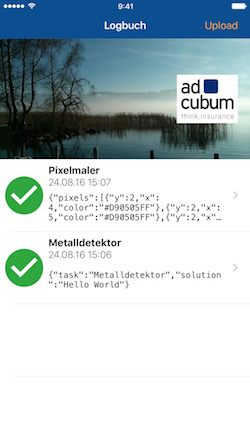 9:41
Logbuch
Upload
ad
cubum
think.insurance
Pixelmaler
24.08.16 15:07
{"pixels":[{"y":2,"x":
4,"color":"#D90505FF"},{"y":2,"x":
5,"color":"#D90505FF"},{"y":2,"x"...
Metalldetektor
24.08.16 15:06
{"task":"Metalldetektor","solution
":"Hello World"}